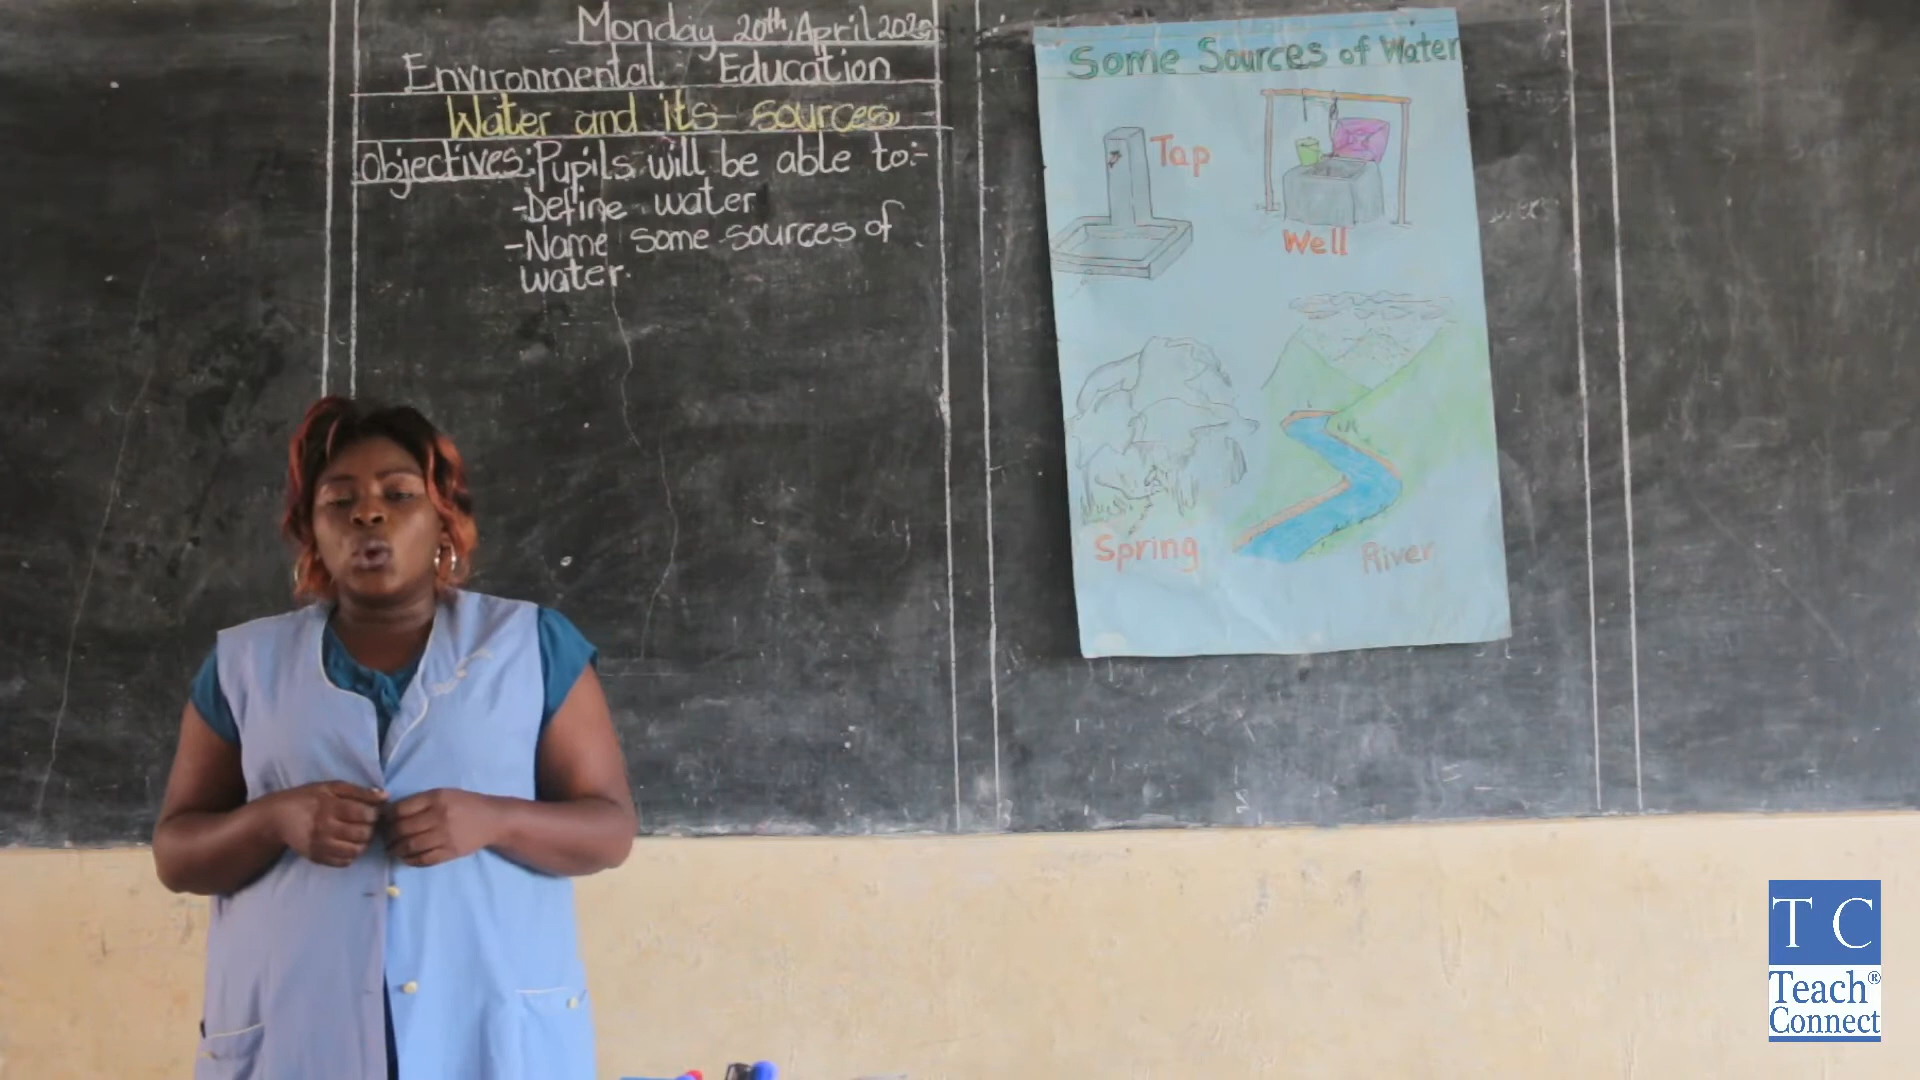 Monday 20th, April 2020
Environmental Education
Water and its sources
Objectives: Pupils will be able to:-
-Define water
-Name some sources of
water.
Some Sources of Water
Tap
Well
Spring
River
T C
Teach®
Connect